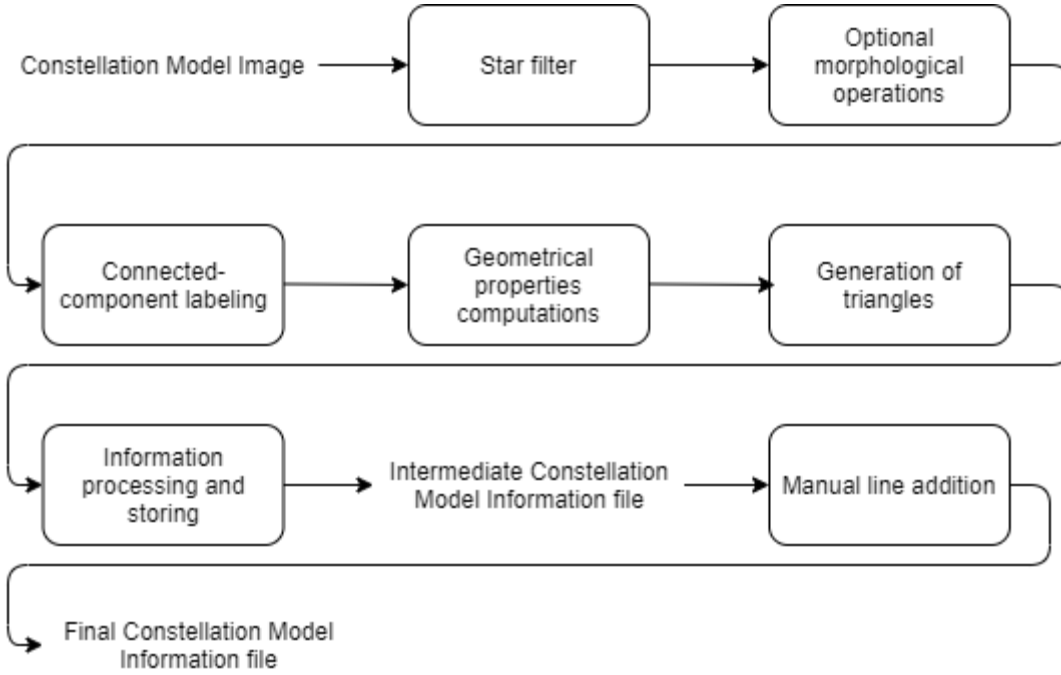 Constellation Model Image
Star filter
Optional
morphological
operations
Connected-
component labeling
Geometrical
properties
computations
Generation of
triangles
Information
processing and
storing
Intermediate Constellation
Model Information file
Manual line addition
Final Constellation Model
Information file